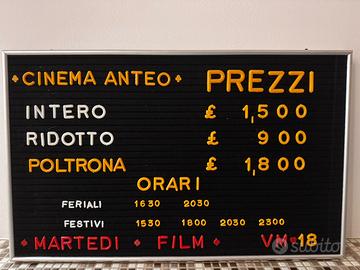 CINEMA ANTEO PREZZI
INTERO £ 1,500
RIDOTTO £ 900
POLTRONA £ 1,800
ORARI
FERIALI 1630 2030
FESTIVI 1530 1800 2030 2300
MARTEDI FILM VM·18
subito